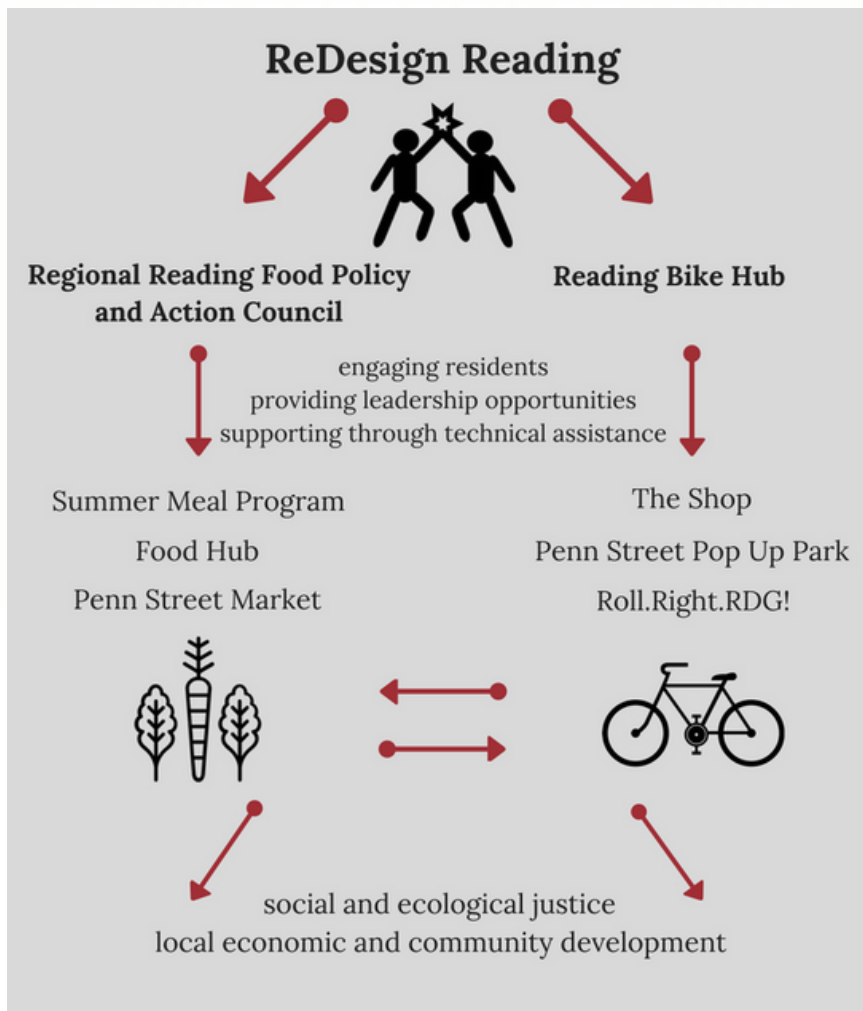 ReDesign Reading
Regional Reading Food Policy
and Action Council
Reading Bike Hub
engaging residents
providing leadership opportunities
supporting through technical assistance
Summer Meal Program
Food Hub
Penn Street Market
The Shop
Penn Street Pop Up Park
Roll.Right.RDG!
social and ecological justice
local economic and community development